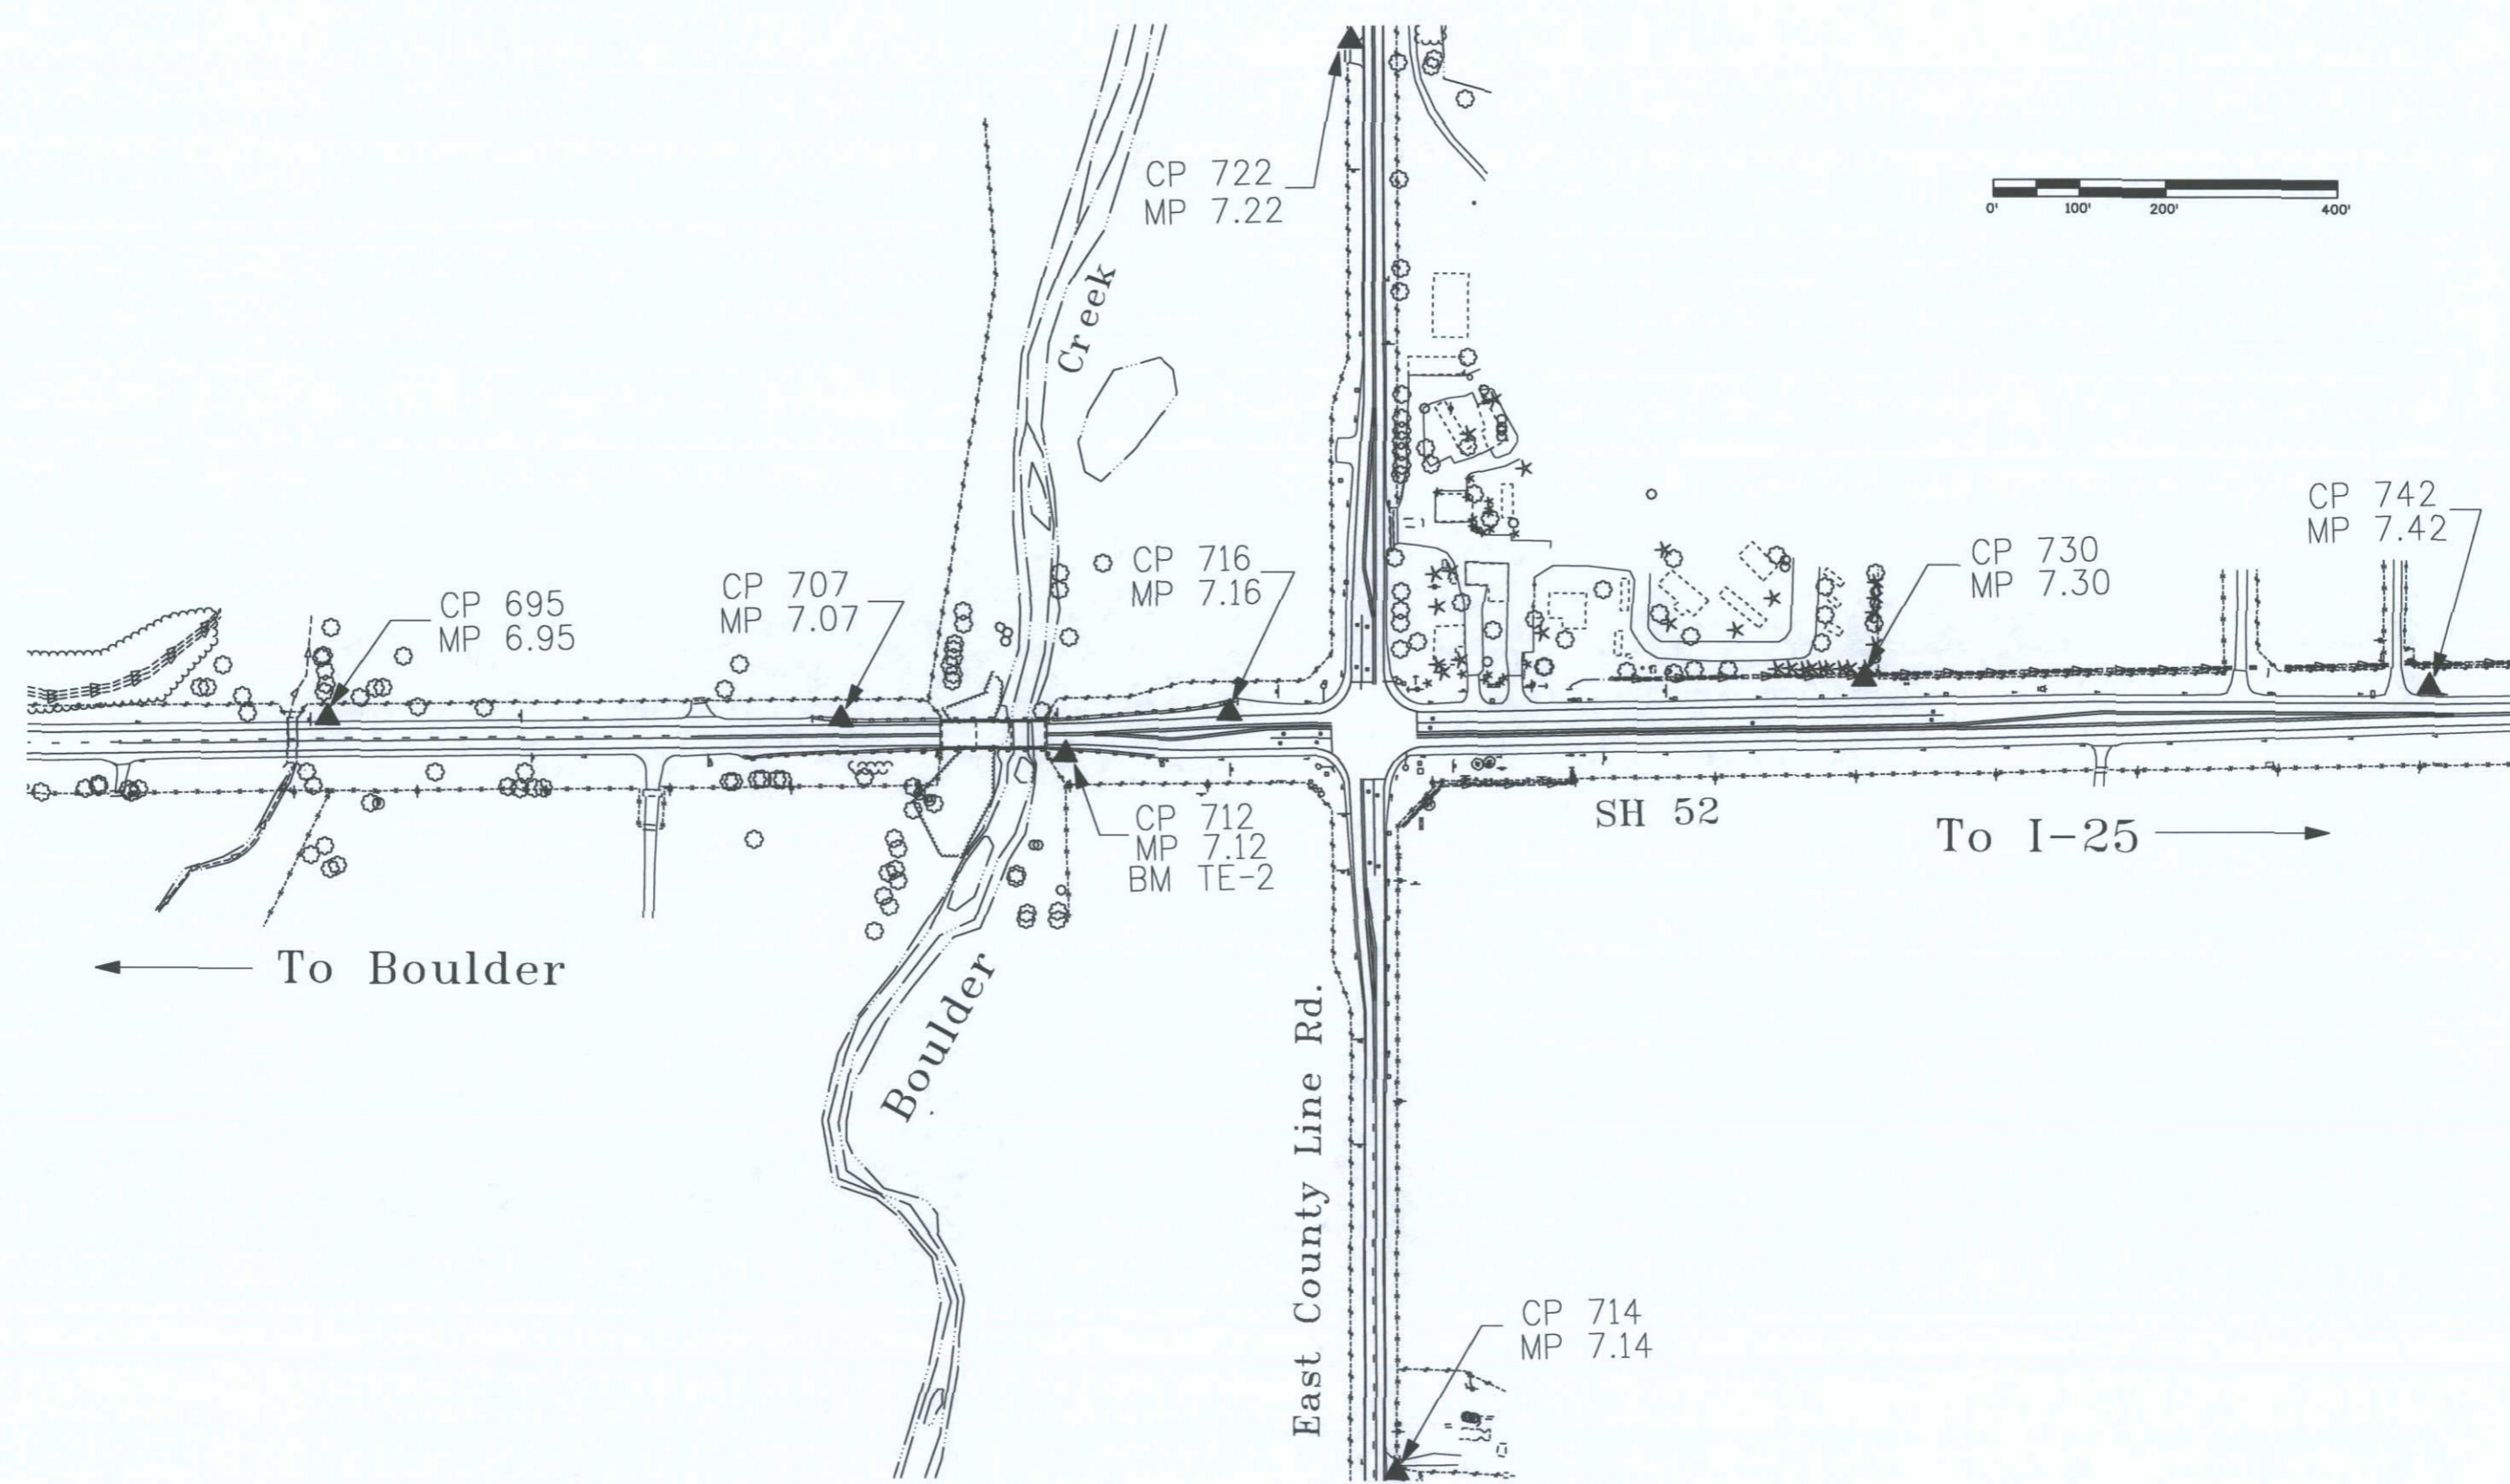 CP 722
MP 7.22
0' 100' 200' 400'
Creek
CP 742
MP 7.42
CP 730
MP 7.30
CP 716
MP 7.16
CP 707
MP 7.07
CP 695
MP 6.95
CP 712
MP 7.12
BM TE-2
SH 52
To I-25
To Boulder
Boulder
East County Line Rd.
CP 714
MP 7.14